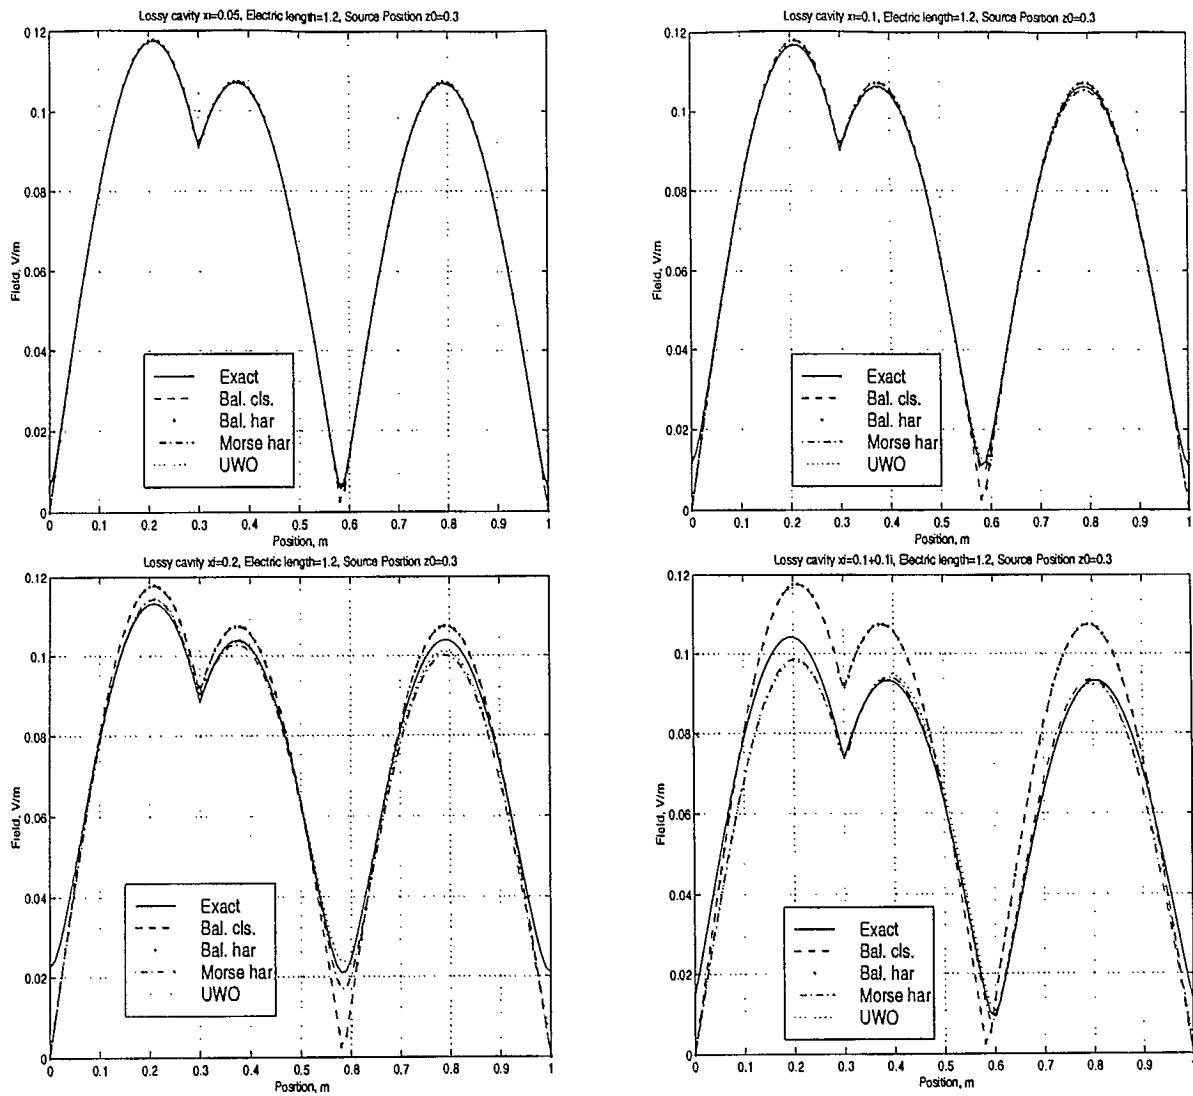 Lossy cavity xi=0.05, Electric length=1.2, Source Position z0=0.3
0.12
0.1
0.08
0.06
0.04
0.02
0
Field, V/m
Exact
Bal. cls.
Bal. har
Morse har
UWO
0 0.1 0.2 0.3 0.4 0.5 0.6 0.7 0.8 0.9 1
Position, m
Lossy cavity xi=0.1, Electric length=1.2, Source Position z0=0.3
0.12
0.1
0.08
0.06
0.04
0.02
0
Field, V/m
Exact
Bal. cls.
Bal. har
Morse har
UWO
0 0.1 0.2 0.3 0.4 0.5 0.6 0.7 0.8 0.9 1
Position, m
Lossy cavity xi=0.2, Electric length=1.2, Source Position z0=0.3
0.12
0.1
0.08
0.06
0.04
0.02
0
Field, V/m
Exact
Bal. cls.
Bal. har
Morse har
UWO
0 0.1 0.2 0.3 0.4 0.5 0.6 0.7 0.8 0.9 1
Position, m
Lossy cavity xi=0.1+0.1i, Electric length=1.2, Source Position z0=0.3
0.12
0.1
0.08
0.06
0.04
0.02
0
Field, V/m
Exact
Bal. cls.
Bal. har
Morse har
UWO
0 0.1 0.2 0.3 0.4 0.5 0.6 0.7 0.8 0.9 1
Position, m